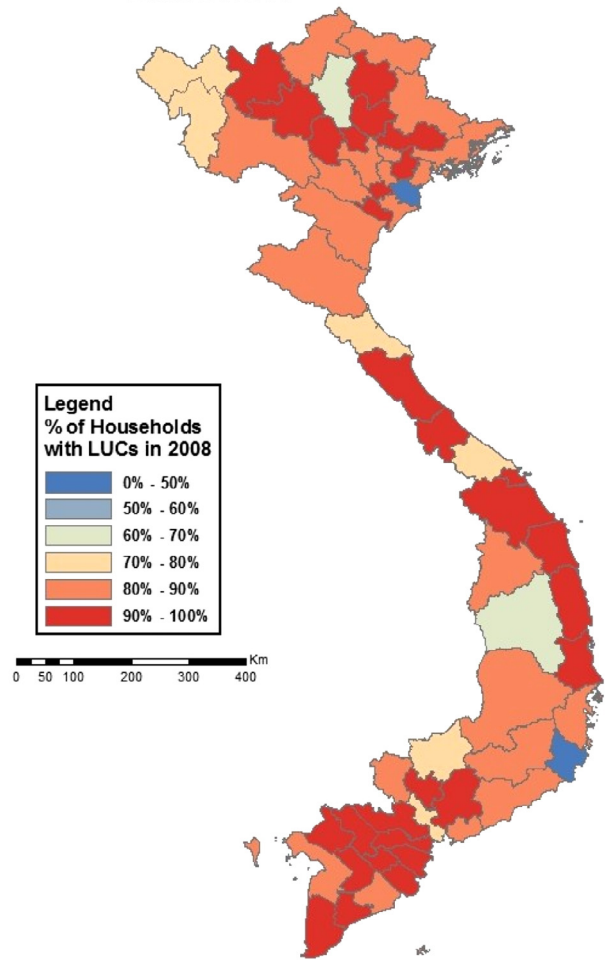 Legend
% of Households
with LUCs in 2008
0% - 50%
50% - 60%
60% - 70%
70% - 80%
80% - 90%
90% - 100%
Km
0 50 100 200 300 400